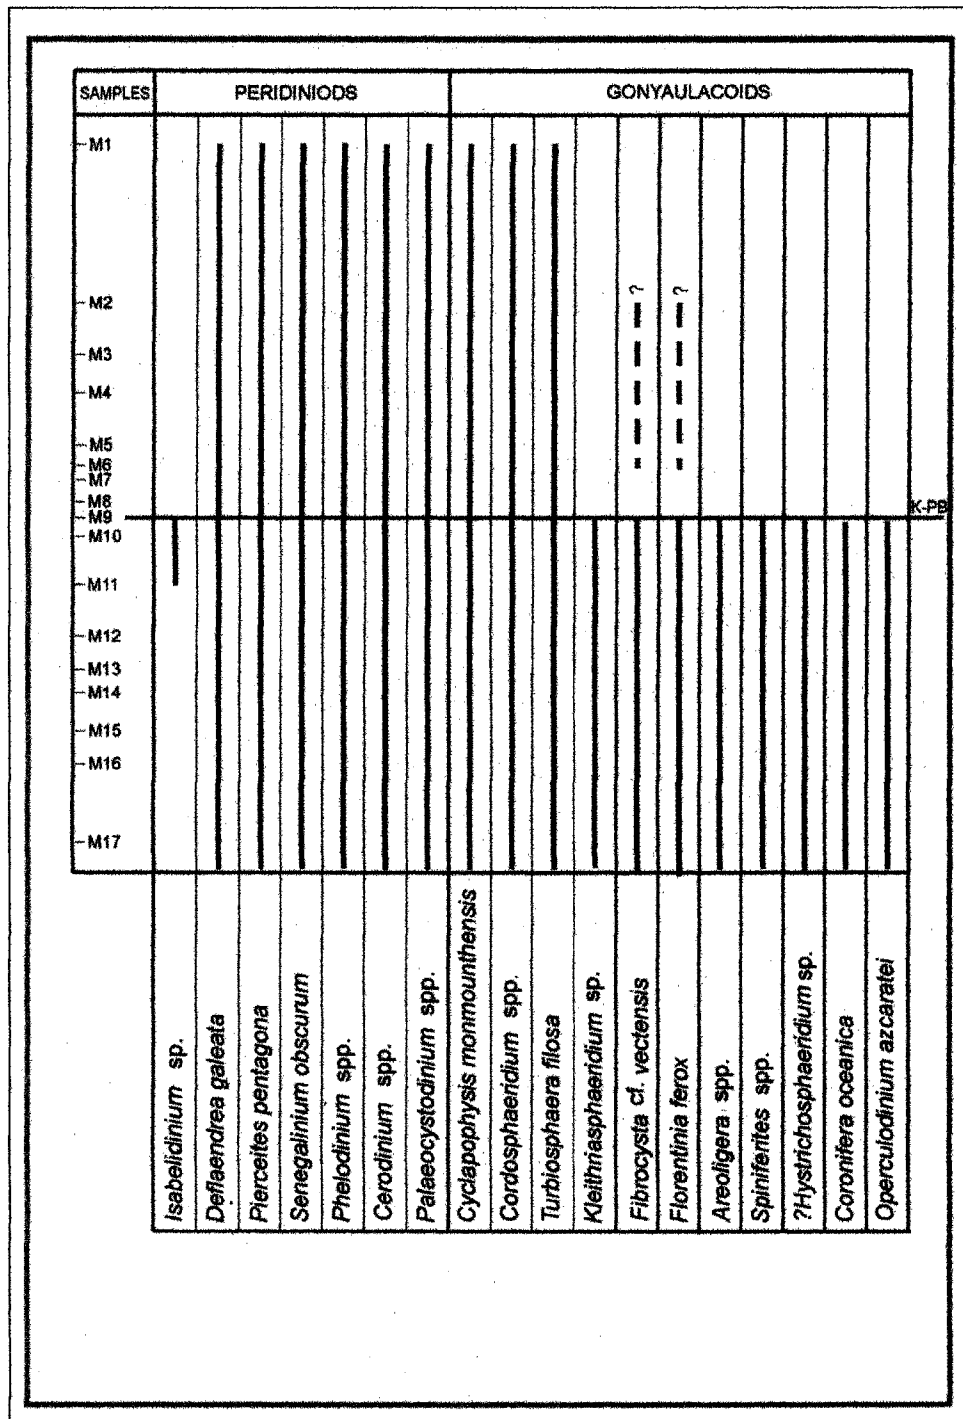 SAMPLES PERIDINIODS GONYAULACOIDS
M1
M2 ? ?
M3
M4
M5
M6
M7
M8
M9 K-PB
M10
M11
M12
M13
M14
M15
M16
M17
Isabelidinium sp.
Deflaendrea galeata
Pierceites pentagona
Senegalinium obscurum
Phelodinium spp.
Cerodinium spp.
Palaeocystodinium spp.
Cyclapophysis monmounthensis
Cordosphaeridium spp.
Turbiosphaera filosa
Kleithriasphaeridium sp.
Fibrocysta cf. vectensis
Florentinia ferox
Areoligera spp.
Spiniferites spp.
?Hystrichosphaeridium sp.
Coronifera oceanica
Operculodinium azcaratei